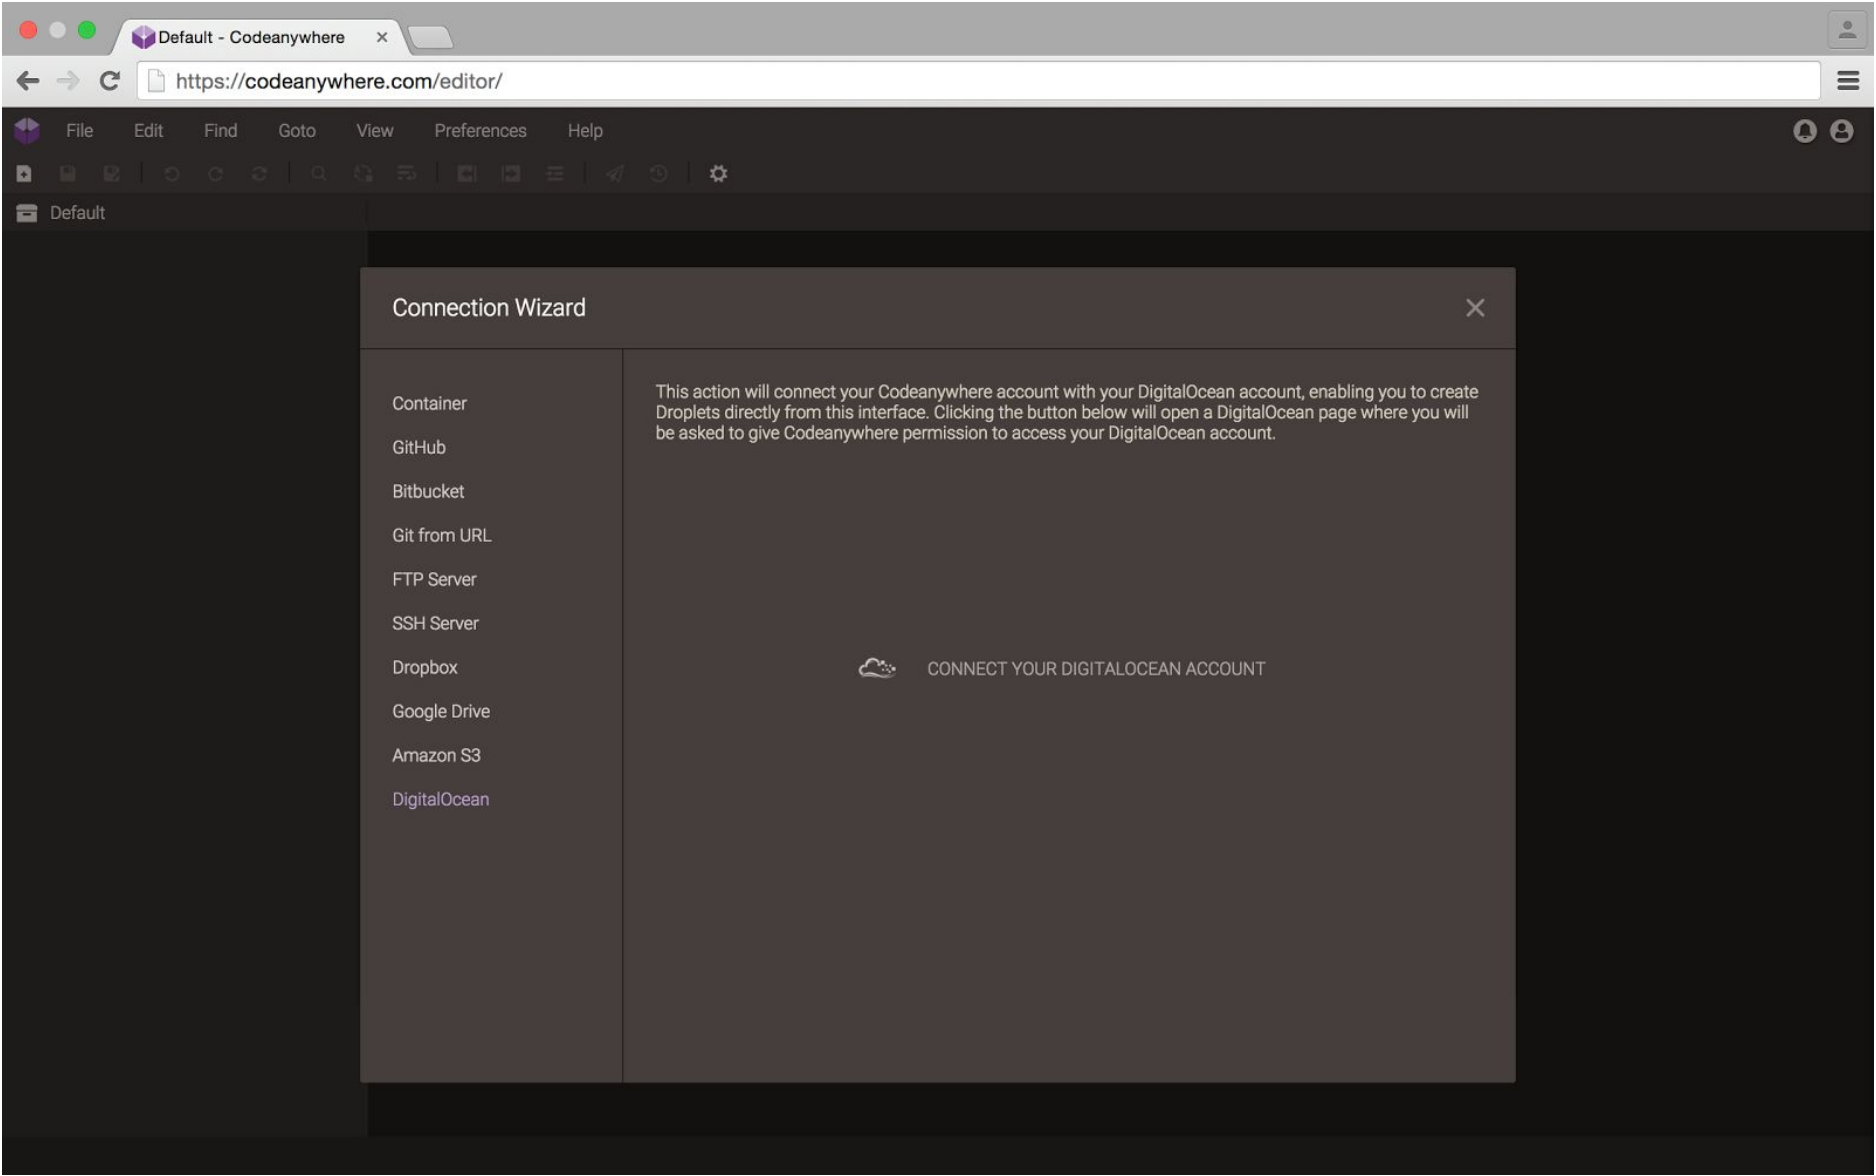 Default - Codeanywhere
https://codeanywhere.com/editor/
File Edit Find Goto View Preferences Help
Default
Connection Wizard
Container
GitHub
Bitbucket
Git from URL
FTP Server
SSH Server
Dropbox
Google Drive
Amazon S3
DigitalOcean
This action will connect your Codeanywhere account with your DigitalOcean account, enabling you to create
Droplets directly from this interface. Clicking the button below will open a DigitalOcean page where you will
be asked to give Codeanywhere permission to access your DigitalOcean account.
CONNECT YOUR DIGITALOCEAN ACCOUNT